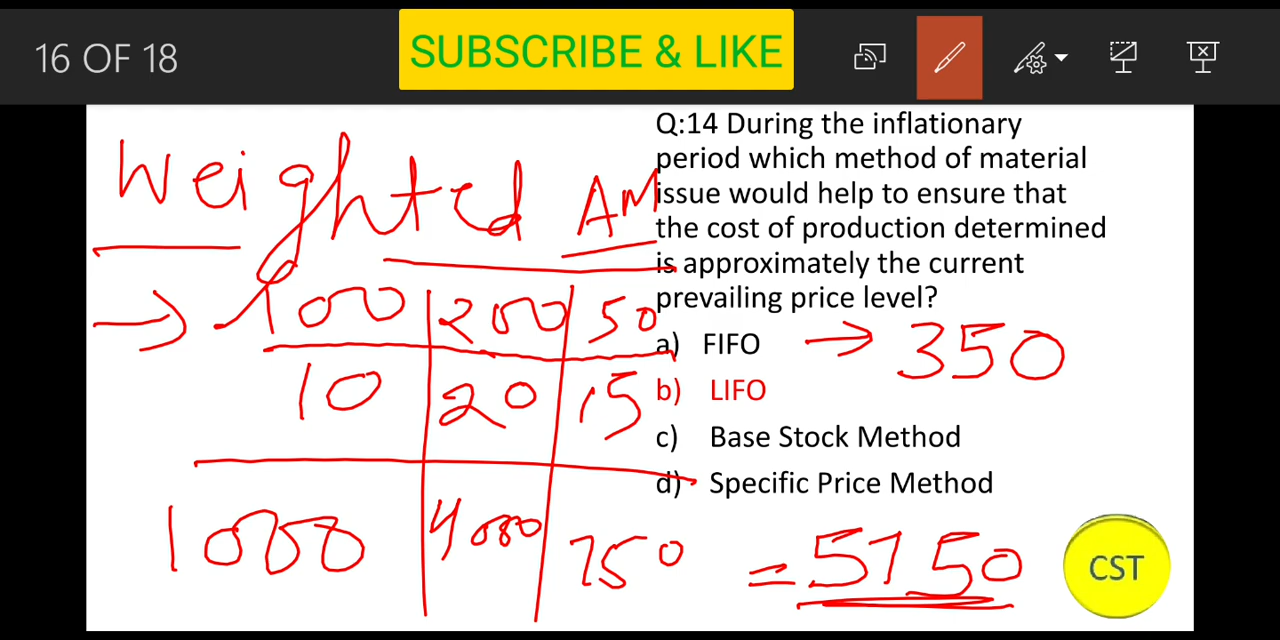 16 OF 18
SUBSCRIBE & LIKE
Weighted AM
→ 100 200 50
10 20 15
1000 4000 750
= 5750
Q:14 During the inflationary
period which method of material
issue would help to ensure that
the cost of production determined
is approximately the current
prevailing price level?
a) FIFO → 350
b) LIFO
c) Base Stock Method
d) Specific Price Method
CST